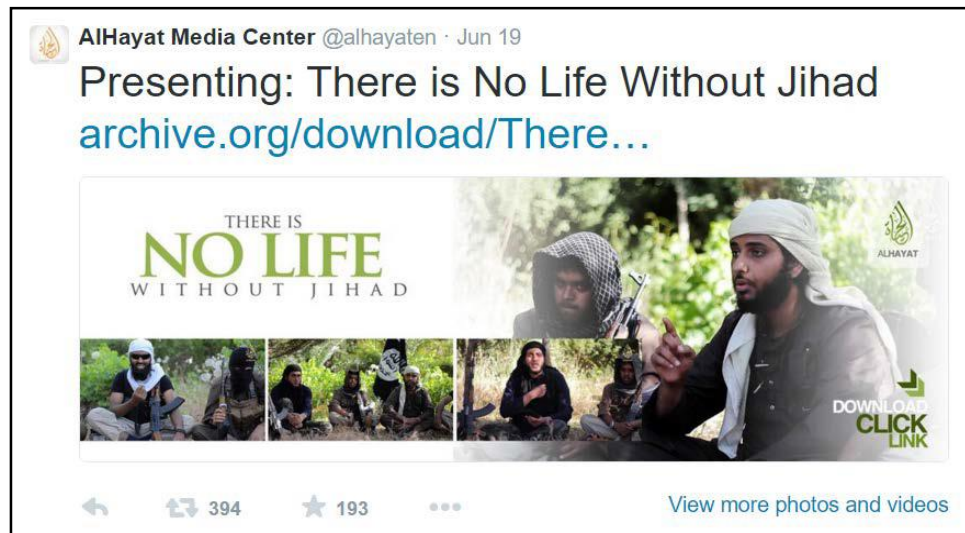 AlHayat Media Center @alhayaten · Jun 19
Presenting: There is No Life Without Jihad
archive.org/download/There…
THERE IS
NO LIFE
WITHOUT JIHAD
ALHAYAT
DOWNLOAD
CLICK
LINK
394 193
View more photos and videos